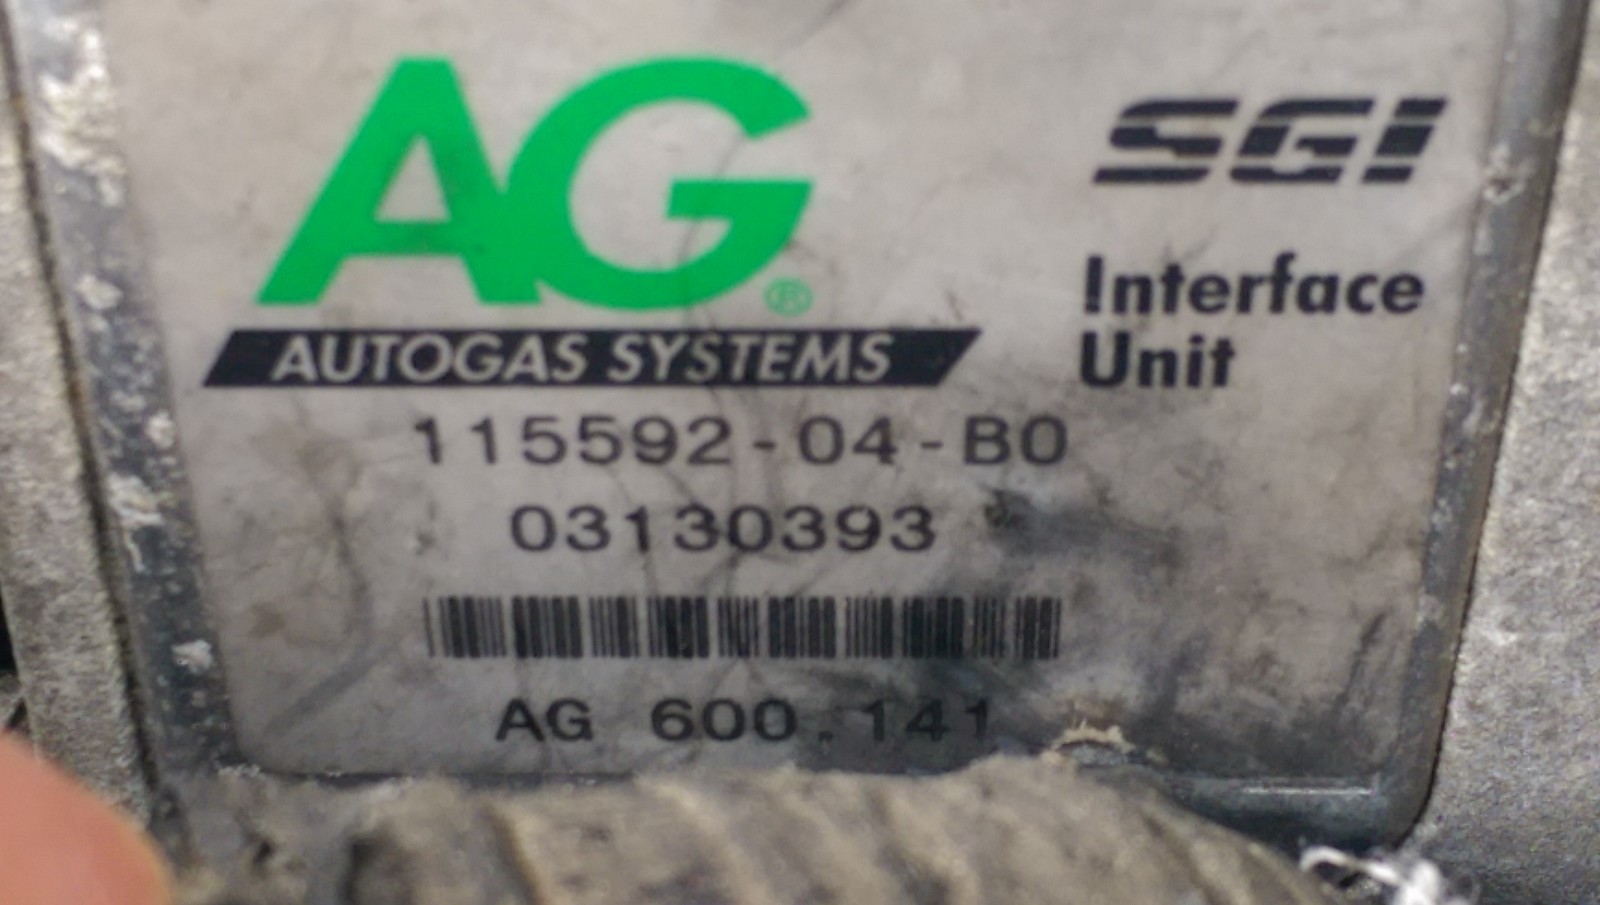 AG®
AUTOGAS SYSTEMS
SGI
Interface
Unit
115592-04-B0
03130393
AG 600.141